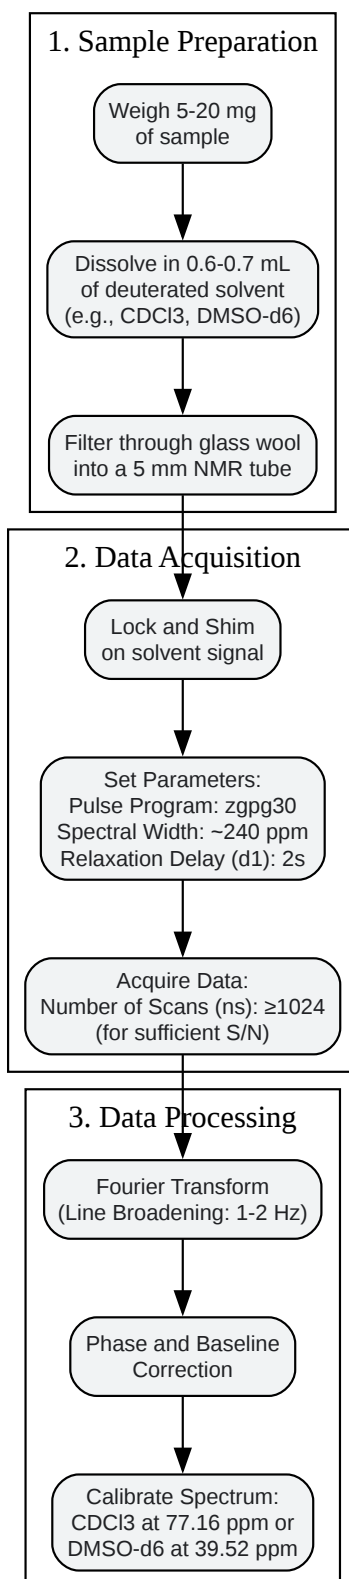 1. Sample Preparation
Weigh 5-20 mg
of sample
Dissolve in 0.6-0.7 mL
of deuterated solvent
(e.g., CDCl3, DMSO-d6)
Filter through glass wool
into a 5 mm NMR tube
2. Data Acquisition
Lock and Shim
on solvent signal
Set Parameters:
Pulse Program: zgpg30
Spectral Width: ~240 ppm
Relaxation Delay (d1): 2s
Acquire Data:
Number of Scans (ns): ≥1024
(for sufficient S/N)
3. Data Processing
Fourier Transform
(Line Broadening: 1-2 Hz)
Phase and Baseline
Correction
Calibrate Spectrum:
CDCl3 at 77.16 ppm or
DMSO-d6 at 39.52 ppm